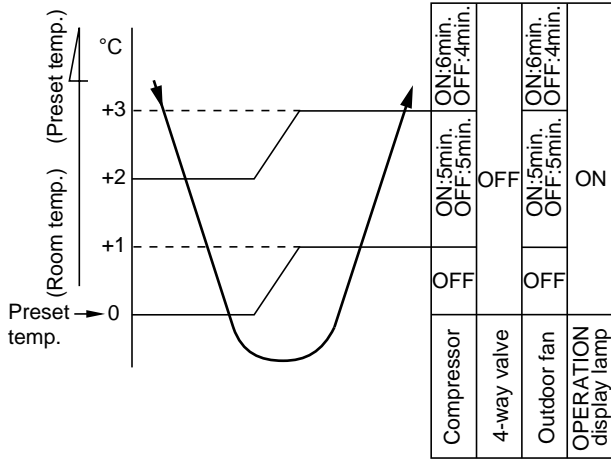 (Room temp.) (Preset temp.)
°C
+3
+2
+1
0
Preset
temp.
ON:6min.
OFF:4min.
ON:5min.
OFF:5min.
OFF
Compressor
OFF
4-way valve
ON:6min.
OFF:4min.
ON:5min.
OFF:5min.
OFF
Outdoor fan
ON
OPERATION
display lamp